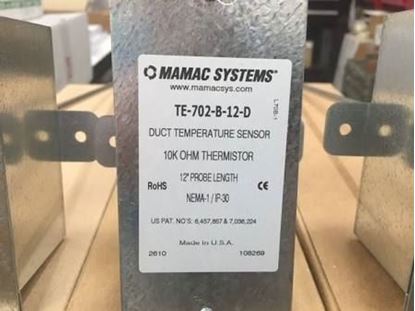 MAMAC SYSTEMS®
www.mamacsys.com
TE-702-B-12-D
DUCT TEMPERATURE SENSOR
10K OHM THERMISTOR
12" PROBE LENGTH
RoHS
CE
NEMA-1 / IP-30
US PAT. NO'S: 6,457,857 & 7,036,224
Made in U.S.A.
2610 108269